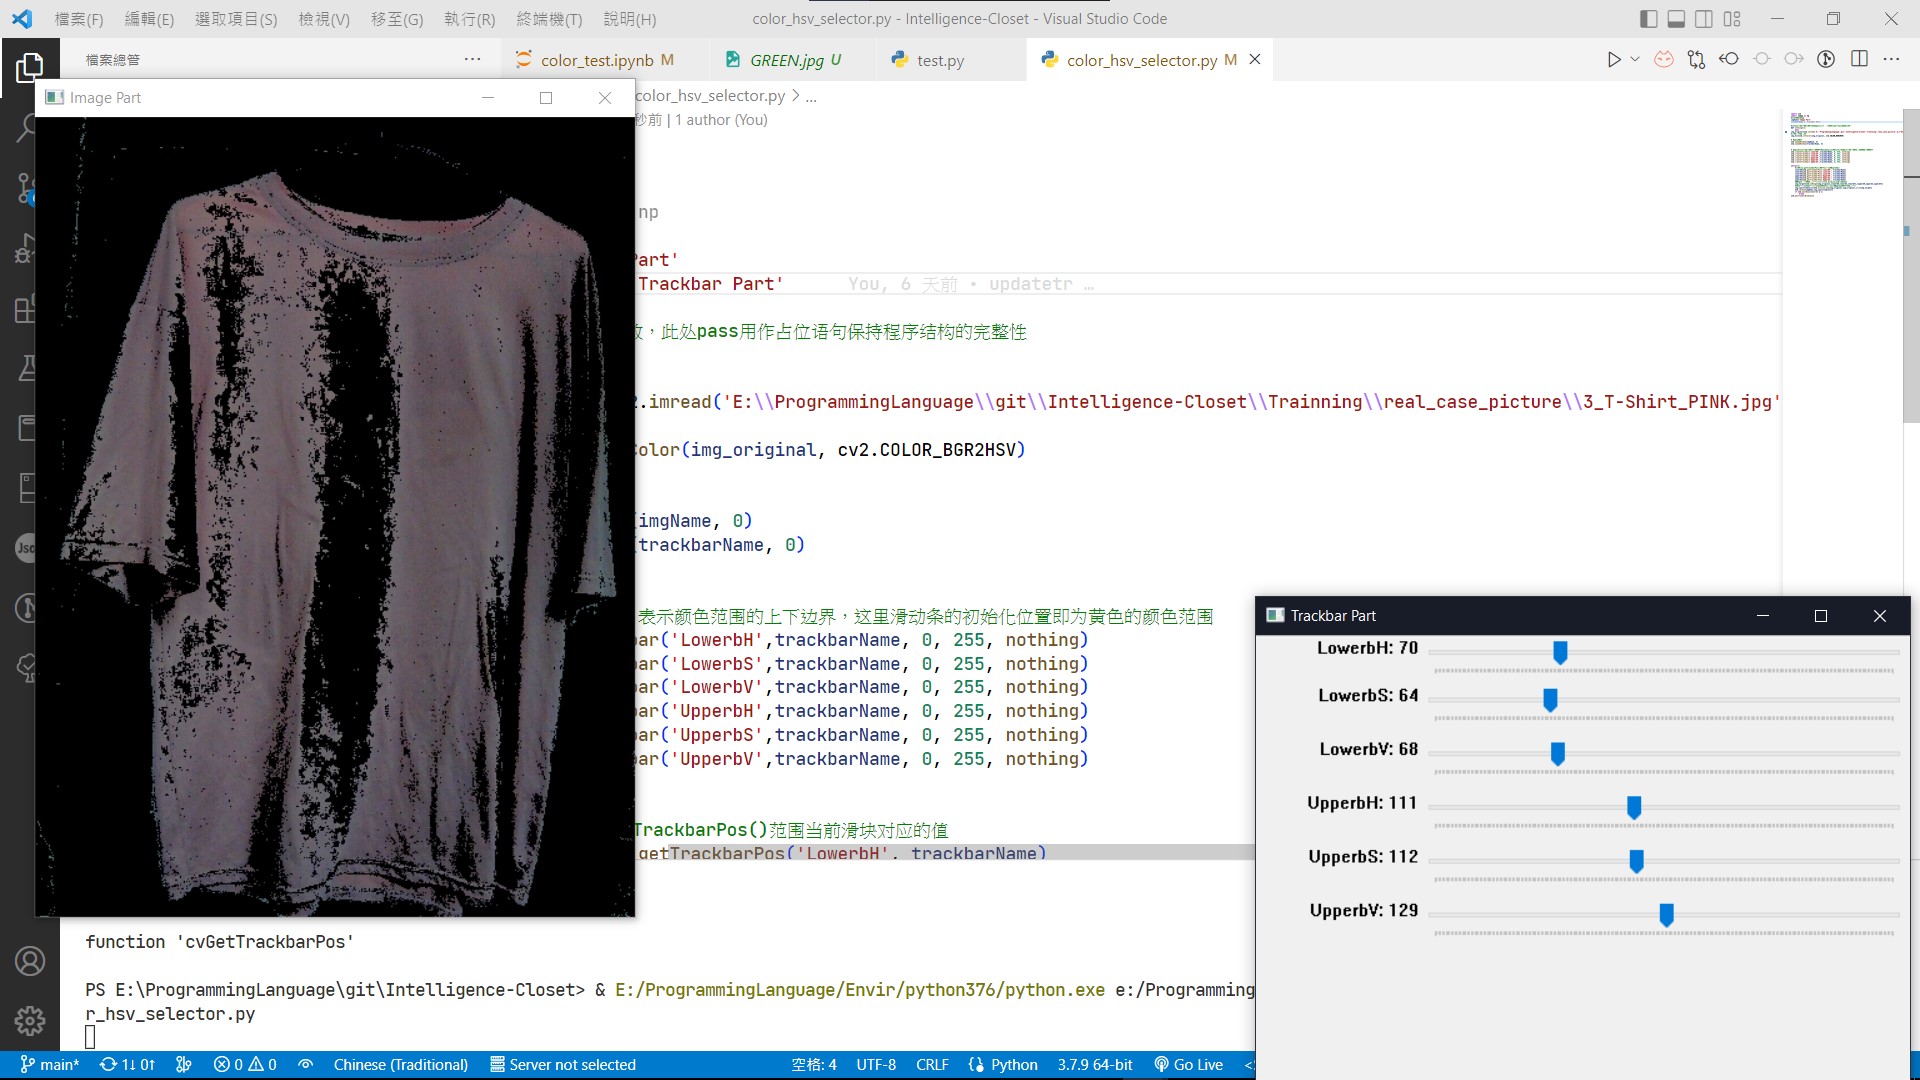 檔案(F) 編輯(E) 選取項目(S) 檢視(V) 移至(G) 執行(R) 終端機(T) 說明(H)
color_hsv_selector.py - Intelligence-Closet - Visual Studio Code
檔案總管
color_test.ipynb M
GREEN.jpg U
test.py
color_hsv_selector.py M
Image Part
color_hsv_selector.py > ...
秒前 | 1 author (You)
np
art'
Trackbar Part' You, 6 天前 • updatetr …
，此处pass用作占位语句保持程序结构的完整性
.imread('E:\\ProgrammingLanguage\\git\\Intelligence-Closet\\Trainning\\real_case_picture\\3_T-Shirt_PINK.jpg'
olor(img_original, cv2.COLOR_BGR2HSV)
(imgName, 0)
(trackbarName, 0)
表示颜色范围的上下边界，这里滑动条的初始化位置即为黄色的颜色范围
ar('LowerbH',trackbarName, 0, 255, nothing)
ar('LowerbS',trackbarName, 0, 255, nothing)
ar('LowerbV',trackbarName, 0, 255, nothing)
ar('UpperbH',trackbarName, 0, 255, nothing)
ar('UpperbS',trackbarName, 0, 255, nothing)
ar('UpperbV',trackbarName, 0, 255, nothing)
TrackbarPos()范围当前滑块对应的值
getTrackbarPos('LowerbH', trackbarName)
Trackbar Part
LowerbH: 70
LowerbS: 64
LowerbV: 68
UpperbH: 111
UpperbS: 112
UpperbV: 129
function 'cvGetTrackbarPos'
PS E:\ProgrammingLanguage\git\Intelligence-Closet> & E:/ProgrammingLanguage/Envir/python376/python.exe e:/Programming
r_hsv_selector.py
main* 1↓ 0↑ 0 0 Chinese (Traditional) Server not selected 空格: 4 UTF-8 CRLF Python 3.7.9 64-bit Go Live